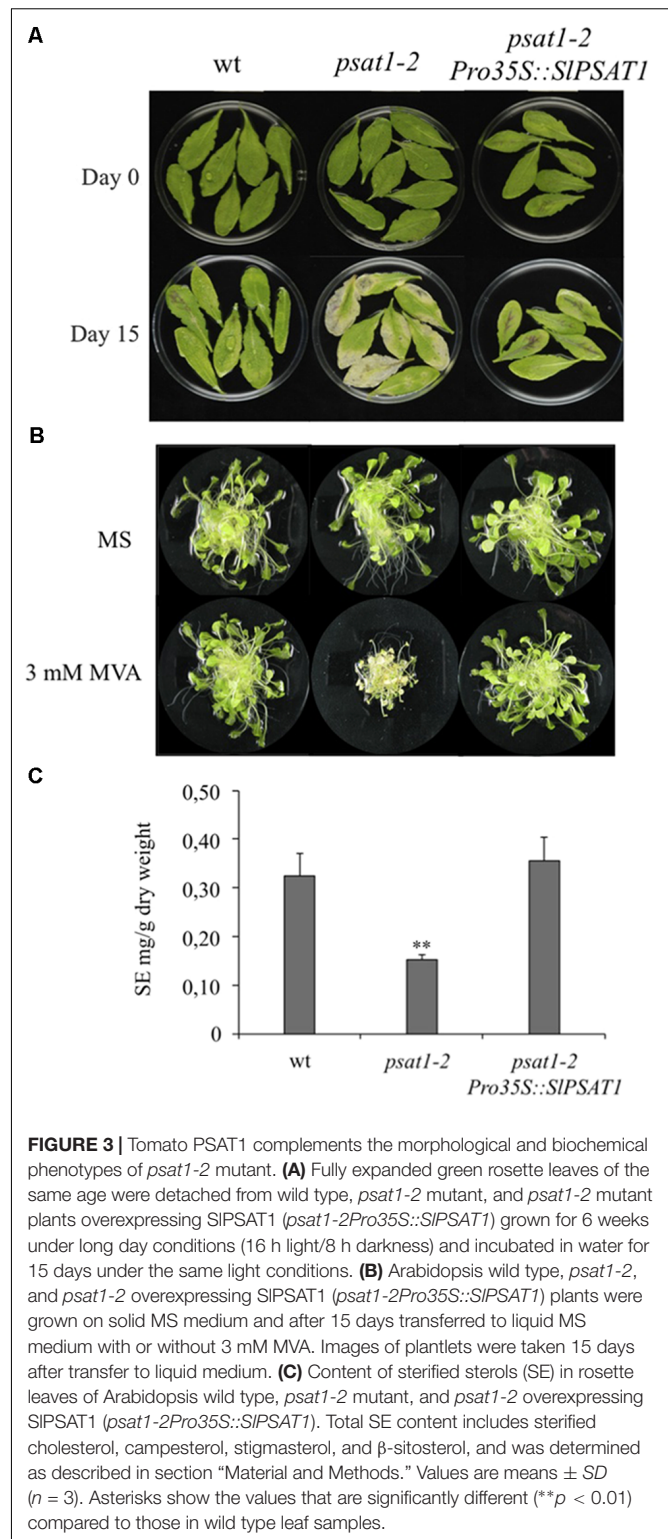 A
wt
psat1-2
psat1-2
Pro35S::SlPSAT1
Day 0
Day 15
B
MS
3 mM MVA
C
SE mg/g dry weight
0,50
0,40
0,30
0,20
0,10
0
**
wt
psat1-2
psat1-2
Pro35S::SlPSAT1
FIGURE 3 | Tomato PSAT1 complements the morphological and biochemical
phenotypes of psat1-2 mutant. (A) Fully expanded green rosette leaves of the
same age were detached from wild type, psat1-2 mutant, and psat1-2 mutant
plants overexpressing SlPSAT1 (psat1-2Pro35S::SlPSAT1) grown for 6 weeks
under long day conditions (16 h light/8 h darkness) and incubated in water for
15 days under the same light conditions. (B) Arabidopsis wild type, psat1-2,
and psat1-2 overexpressing SlPSAT1 (psat1-2Pro35S::SlPSAT1) plants were
grown on solid MS medium and after 15 days transferred to liquid MS
medium with or without 3 mM MVA. Images of plantlets were taken 15 days
after transfer to liquid medium. (C) Content of sterified sterols (SE) in rosette
leaves of Arabidopsis wild type, psat1-2 mutant, and psat1-2 overexpressing
SlPSAT1 (psat1-2Pro35S::SlPSAT1). Total SE content includes sterified
cholesterol, campesterol, stigmasterol, and β-sitosterol, and was determined
as described in section “Material and Methods.” Values are means ± SD
(n = 3). Asterisks show the values that are significantly different (**p < 0.01)
compared to those in wild type leaf samples.